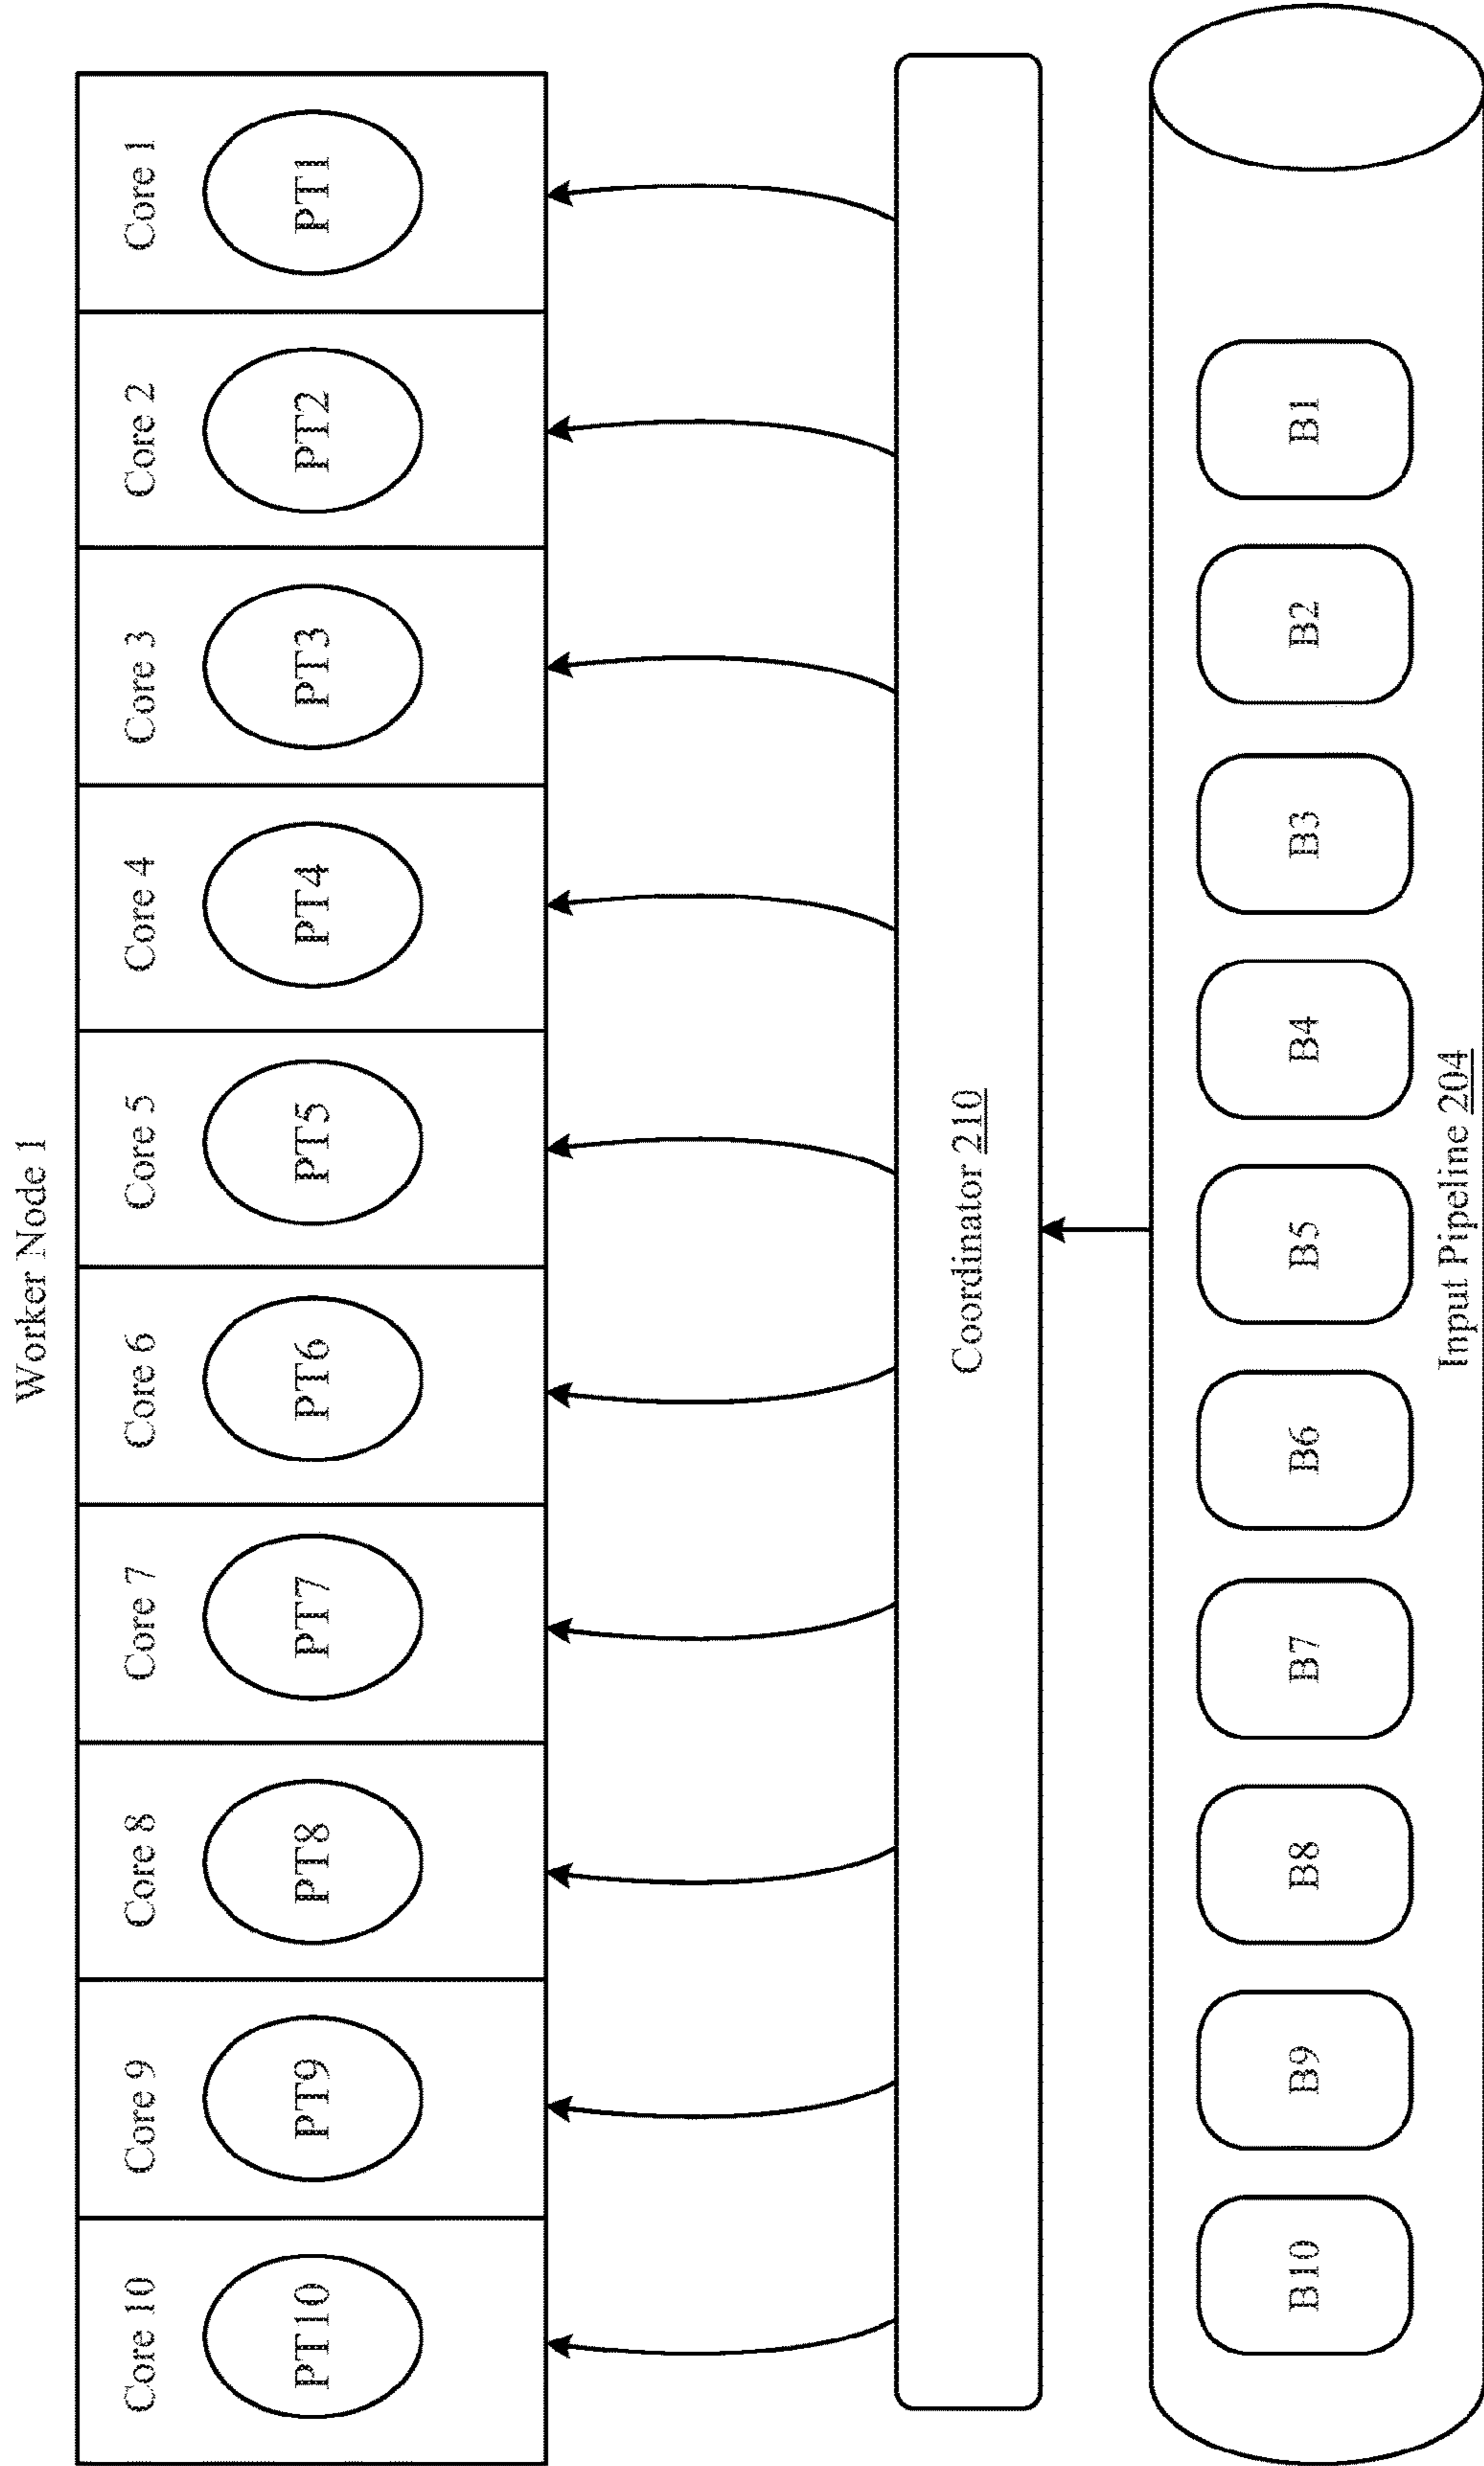 Worker Node 1
Core 10
Core 9
Core 8
Core 7
Core 6
Core 5
Core 4
Core 3
Core 2
Core 1
PT10
PT9
PT8
PT7
PT6
PT5
PT4
PT3
PT2
PT1
Coordinator 210
B10
B9
B8
B7
B6
B5
B4
B3
B2
B1
Input Pipeline 204